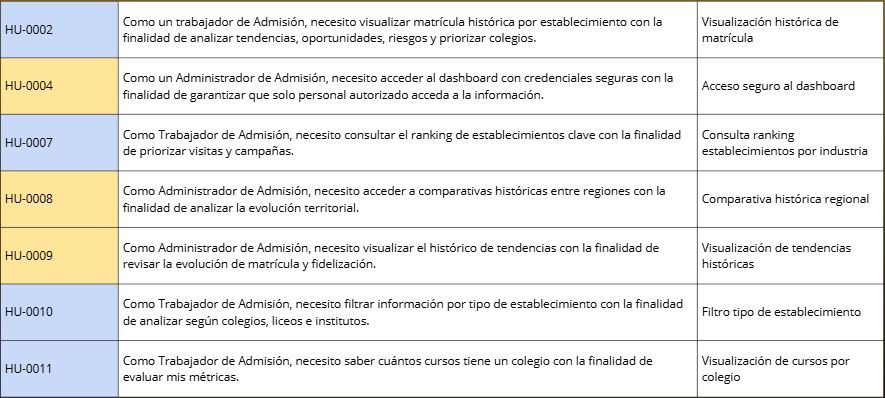 HU-0002
Como un trabajador de Admisión, necesito visualizar matrícula histórica por establecimiento con la
finalidad de analizar tendencias, oportunidades, riesgos y priorizar colegios.
Visualización histórica de
matrícula
HU-0004
Como un Administrador de Admisión, necesito acceder al dashboard con credenciales seguras con la
finalidad de garantizar que solo personal autorizado acceda a la información.
Acceso seguro al dashboard
HU-0007
Como Trabajador de Admisión, necesito consultar el ranking de establecimientos clave con la finalidad
de priorizar visitas y campañas.
Consulta ranking
establecimientos por industria
HU-0008
Como Administrador de Admisión, necesito acceder a comparativas históricas entre regiones con la
finalidad de analizar la evolución territorial.
Comparativa histórica regional
HU-0009
Como Administrador de Admisión, necesito visualizar el histórico de tendencias con la finalidad de
revisar la evolución de matrícula y fidelización.
Visualización de tendencias
históricas
HU-0010
Como Trabajador de Admisión, necesito filtrar información por tipo de establecimiento con la finalidad
de analizar según colegios, liceos e institutos.
Filtro tipo de establecimiento
HU-0011
Como Trabajador de Admisión, necesito saber cuántos cursos tiene un colegio con la finalidad de
evaluar mis métricas.
Visualización de cursos por
colegio